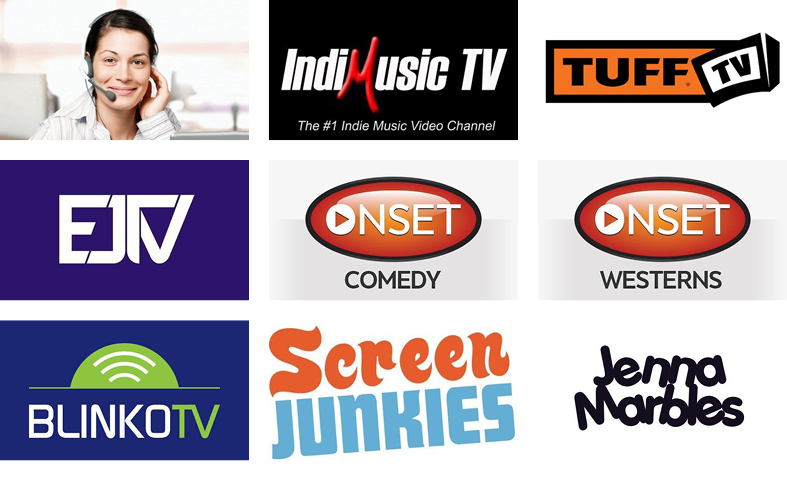 IndiMusic TV
The #1 Indie Music Video Channel
TUFF TV
EJTV
ONSET
COMEDY
ONSET
WESTERNS
BLINKOTV
Screen
JUNKIES
Jenna
Marbles